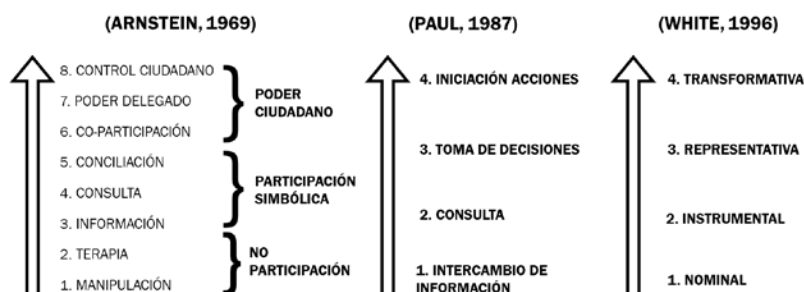 (ARNSTEIN, 1969)
8. CONTROL CIUDADANO
7. PODER DELEGADO
6. CO-PARTICIPACIÓN
5. CONCILIACIÓN
4. CONSULTA
3. INFORMACIÓN
2. TERAPIA
1. MANIPULACIÓN
PODER
CIUDADANO
PARTICIPACIÓN
SIMBÓLICA
NO
PARTICIPACIÓN
(PAUL, 1987)
4. INICIACIÓN ACCIONES
3. TOMA DE DECISIONES
2. CONSULTA
1. INTERCAMBIO DE
INFORMACIÓN
(WHITE, 1996)
4. TRANSFORMATIVA
3. REPRESENTATIVA
2. INSTRUMENTAL
1. NOMINAL